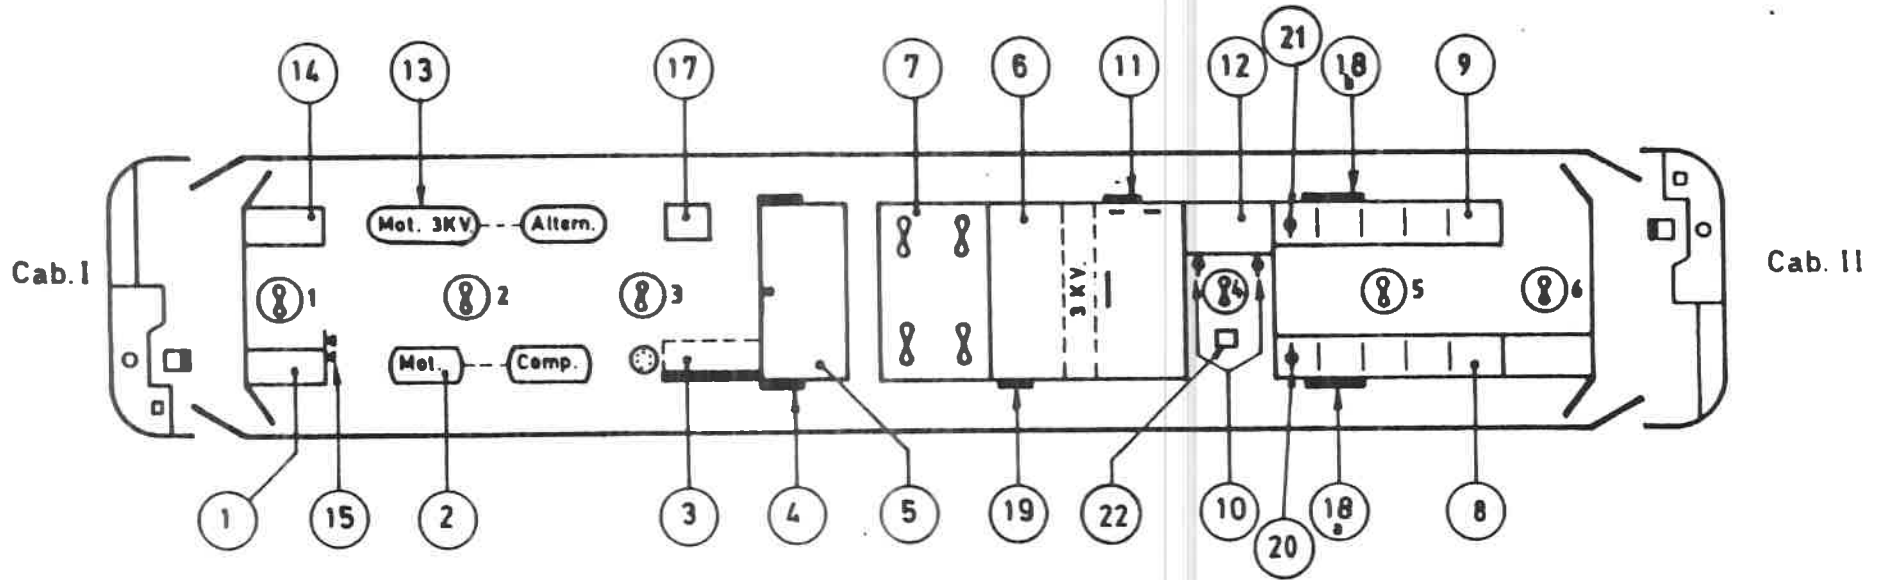 14 13 17 7 6 11 12 21 18 b 9
Mot. 3KV. Altern.
Cab. I 1 2 3 3 KV. 4 5 6 Cab. II
Mot. Comp.
1 15 2 3 4 5 19 22 10 20 18 a 8